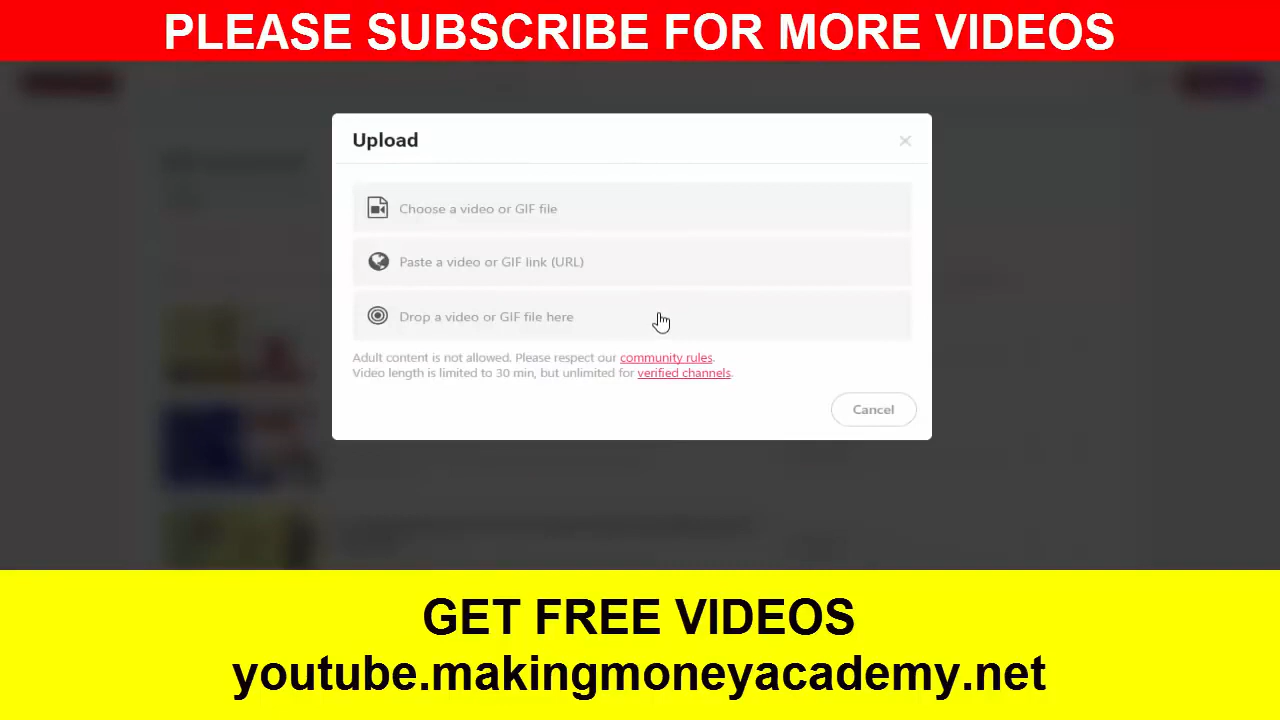 PLEASE SUBSCRIBE FOR MORE VIDEOS
Upload
Choose a video or GIF file
Paste a video or GIF link (URL)
Drop a video or GIF file here
Adult content is not allowed. Please respect our community rules.
Video length is limited to 30 min, but unlimited for verified channels.
Cancel
GET FREE VIDEOS
youtube.makingmoneyacademy.net